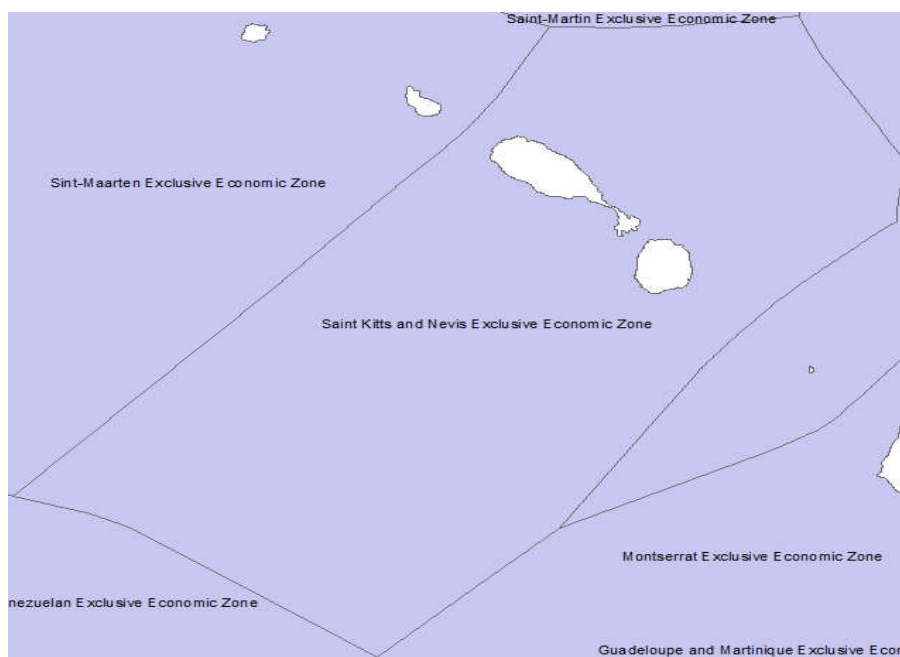 Saint-Martin Exclusive Economic Zone
Sint-Maarten Exclusive Economic Zone
Saint Kitts and Nevis Exclusive Economic Zone
Montserrat Exclusive Economic Zone
nezuelan Exclusive Economic Zone
Guadeloupe and Martinique Exclusive Econ